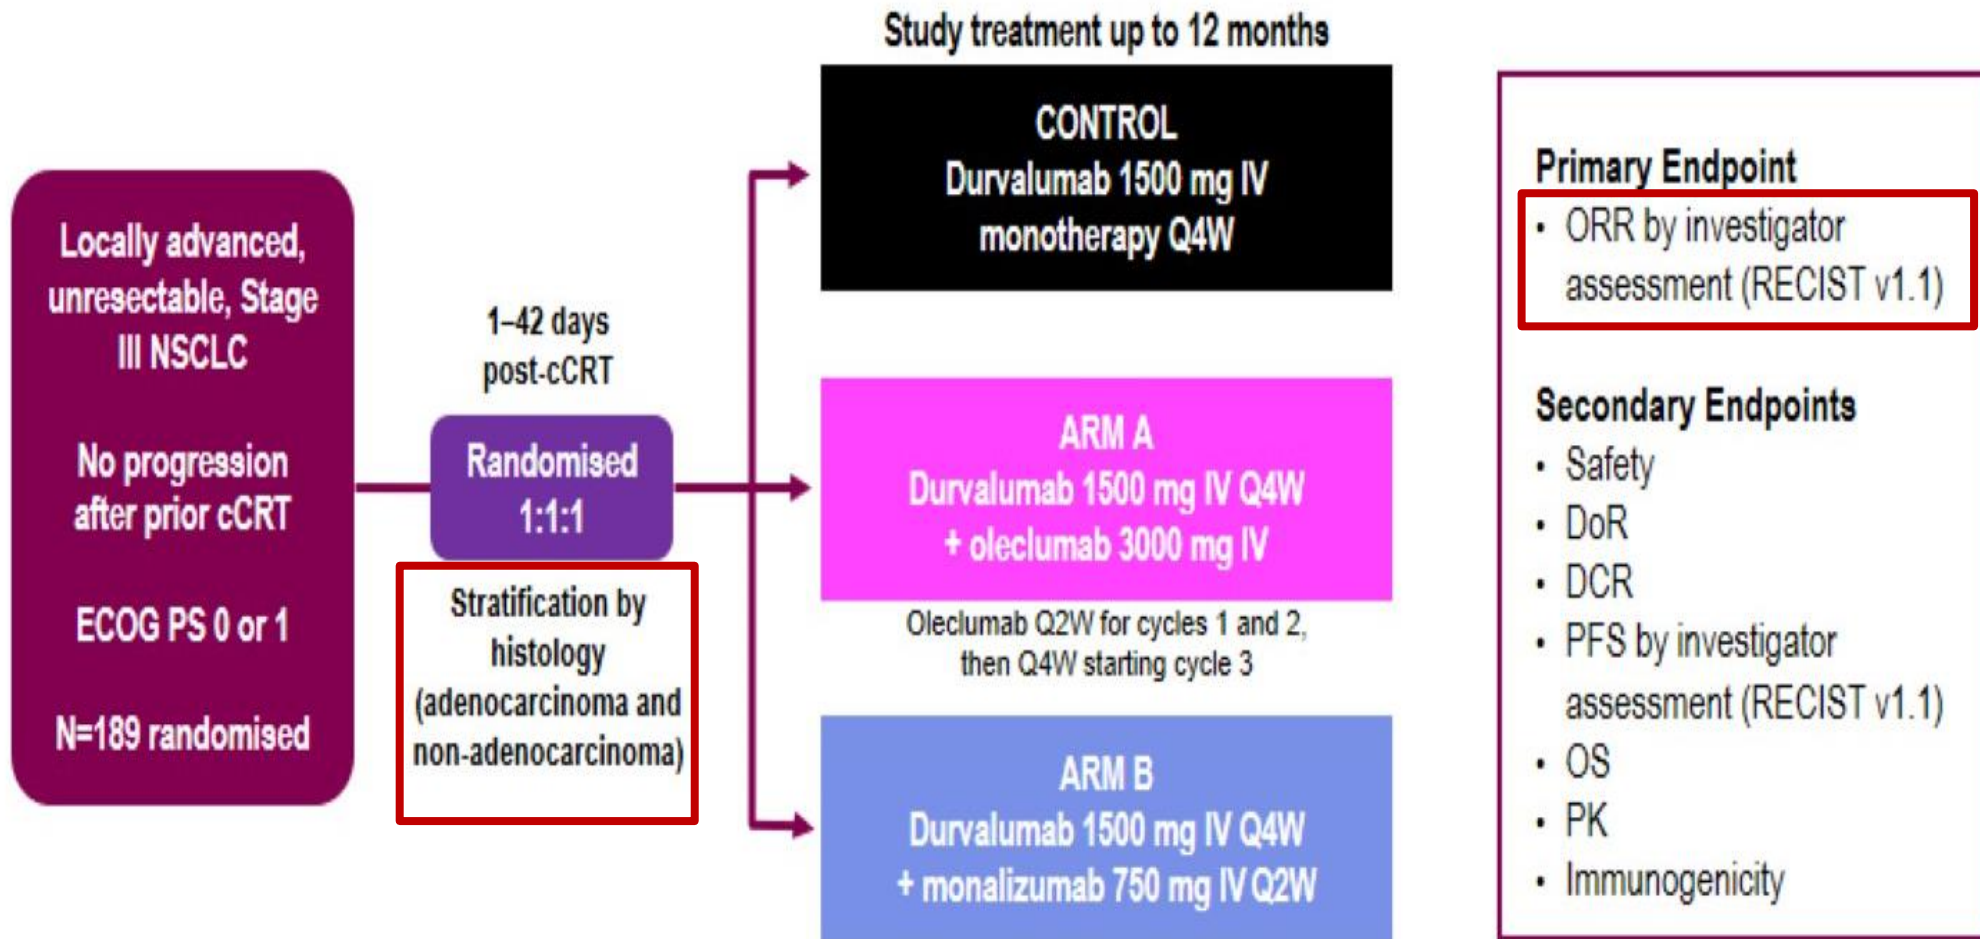 Study treatment up to 12 months
Locally advanced,
unresectable, Stage
III NSCLC
No progression
after prior cCRT
ECOG PS 0 or 1
N=189 randomised
1–42 days
post-cCRT
Randomised
1:1:1
Stratification by
histology
(adenocarcinoma and
non-adenocarcinoma)
CONTROL
Durvalumab 1500 mg IV
monotherapy Q4W
ARM A
Durvalumab 1500 mg IV Q4W
+ oleclumab 3000 mg IV
Oleclumab Q2W for cycles 1 and 2,
then Q4W starting cycle 3
ARM B
Durvalumab 1500 mg IV Q4W
+ monalizumab 750 mg IV Q2W
Primary Endpoint
• ORR by investigator
assessment (RECIST v1.1)
Secondary Endpoints
• Safety
• DoR
• DCR
• PFS by investigator
assessment (RECIST v1.1)
• OS
• PK
• Immunogenicity